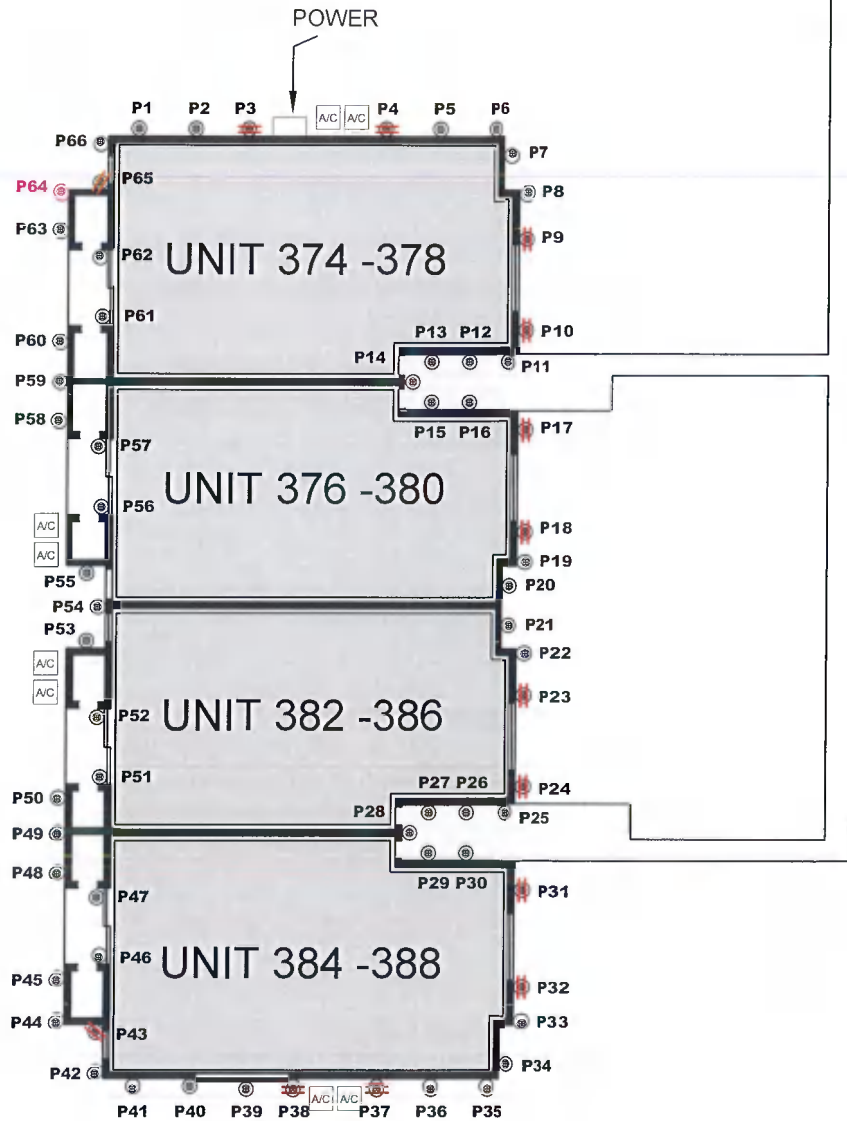 POWER
P1 P2 P3 A/C A/C P4 P5 P6
P66 P7
P65
P64 P8
P63 P9
P62 UNIT 374 -378
P61 P10
P60 P13 P12
P14 P11
P59
P58 P15 P16 P17
P57
UNIT 376 -380
P56
A/C P18
A/C P19
P55 P20
P54
P53 P21
A/C P22
A/C P23
P52 UNIT 382 -386
P51 P24
P50 P27 P26
P28 P25
P49
P48 P29 P30 P31
P47
P46 UNIT 384 -388
P45 P32
P44 P33
P43
P42 P34
P41 P40 P39 P38 A/C A/C P37 P36 P35